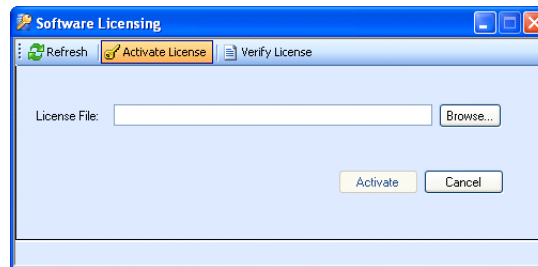 Software Licensing
Refresh Activate License Verify License
License File: Browse...
Activate Cancel